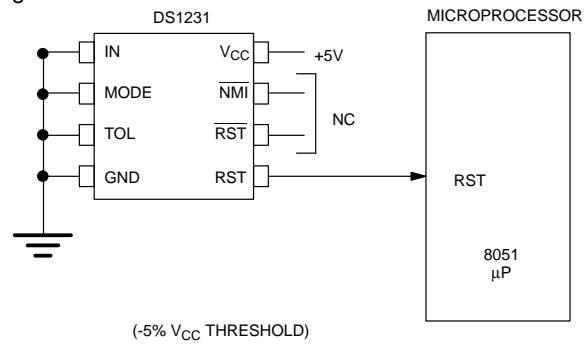 DS1231
MICROPROCESSOR
IN
MODE
TOL
GND
VCC
NMI
RST
RST
+5V
NC
RST
8051
µP
(-5% VCC THRESHOLD)